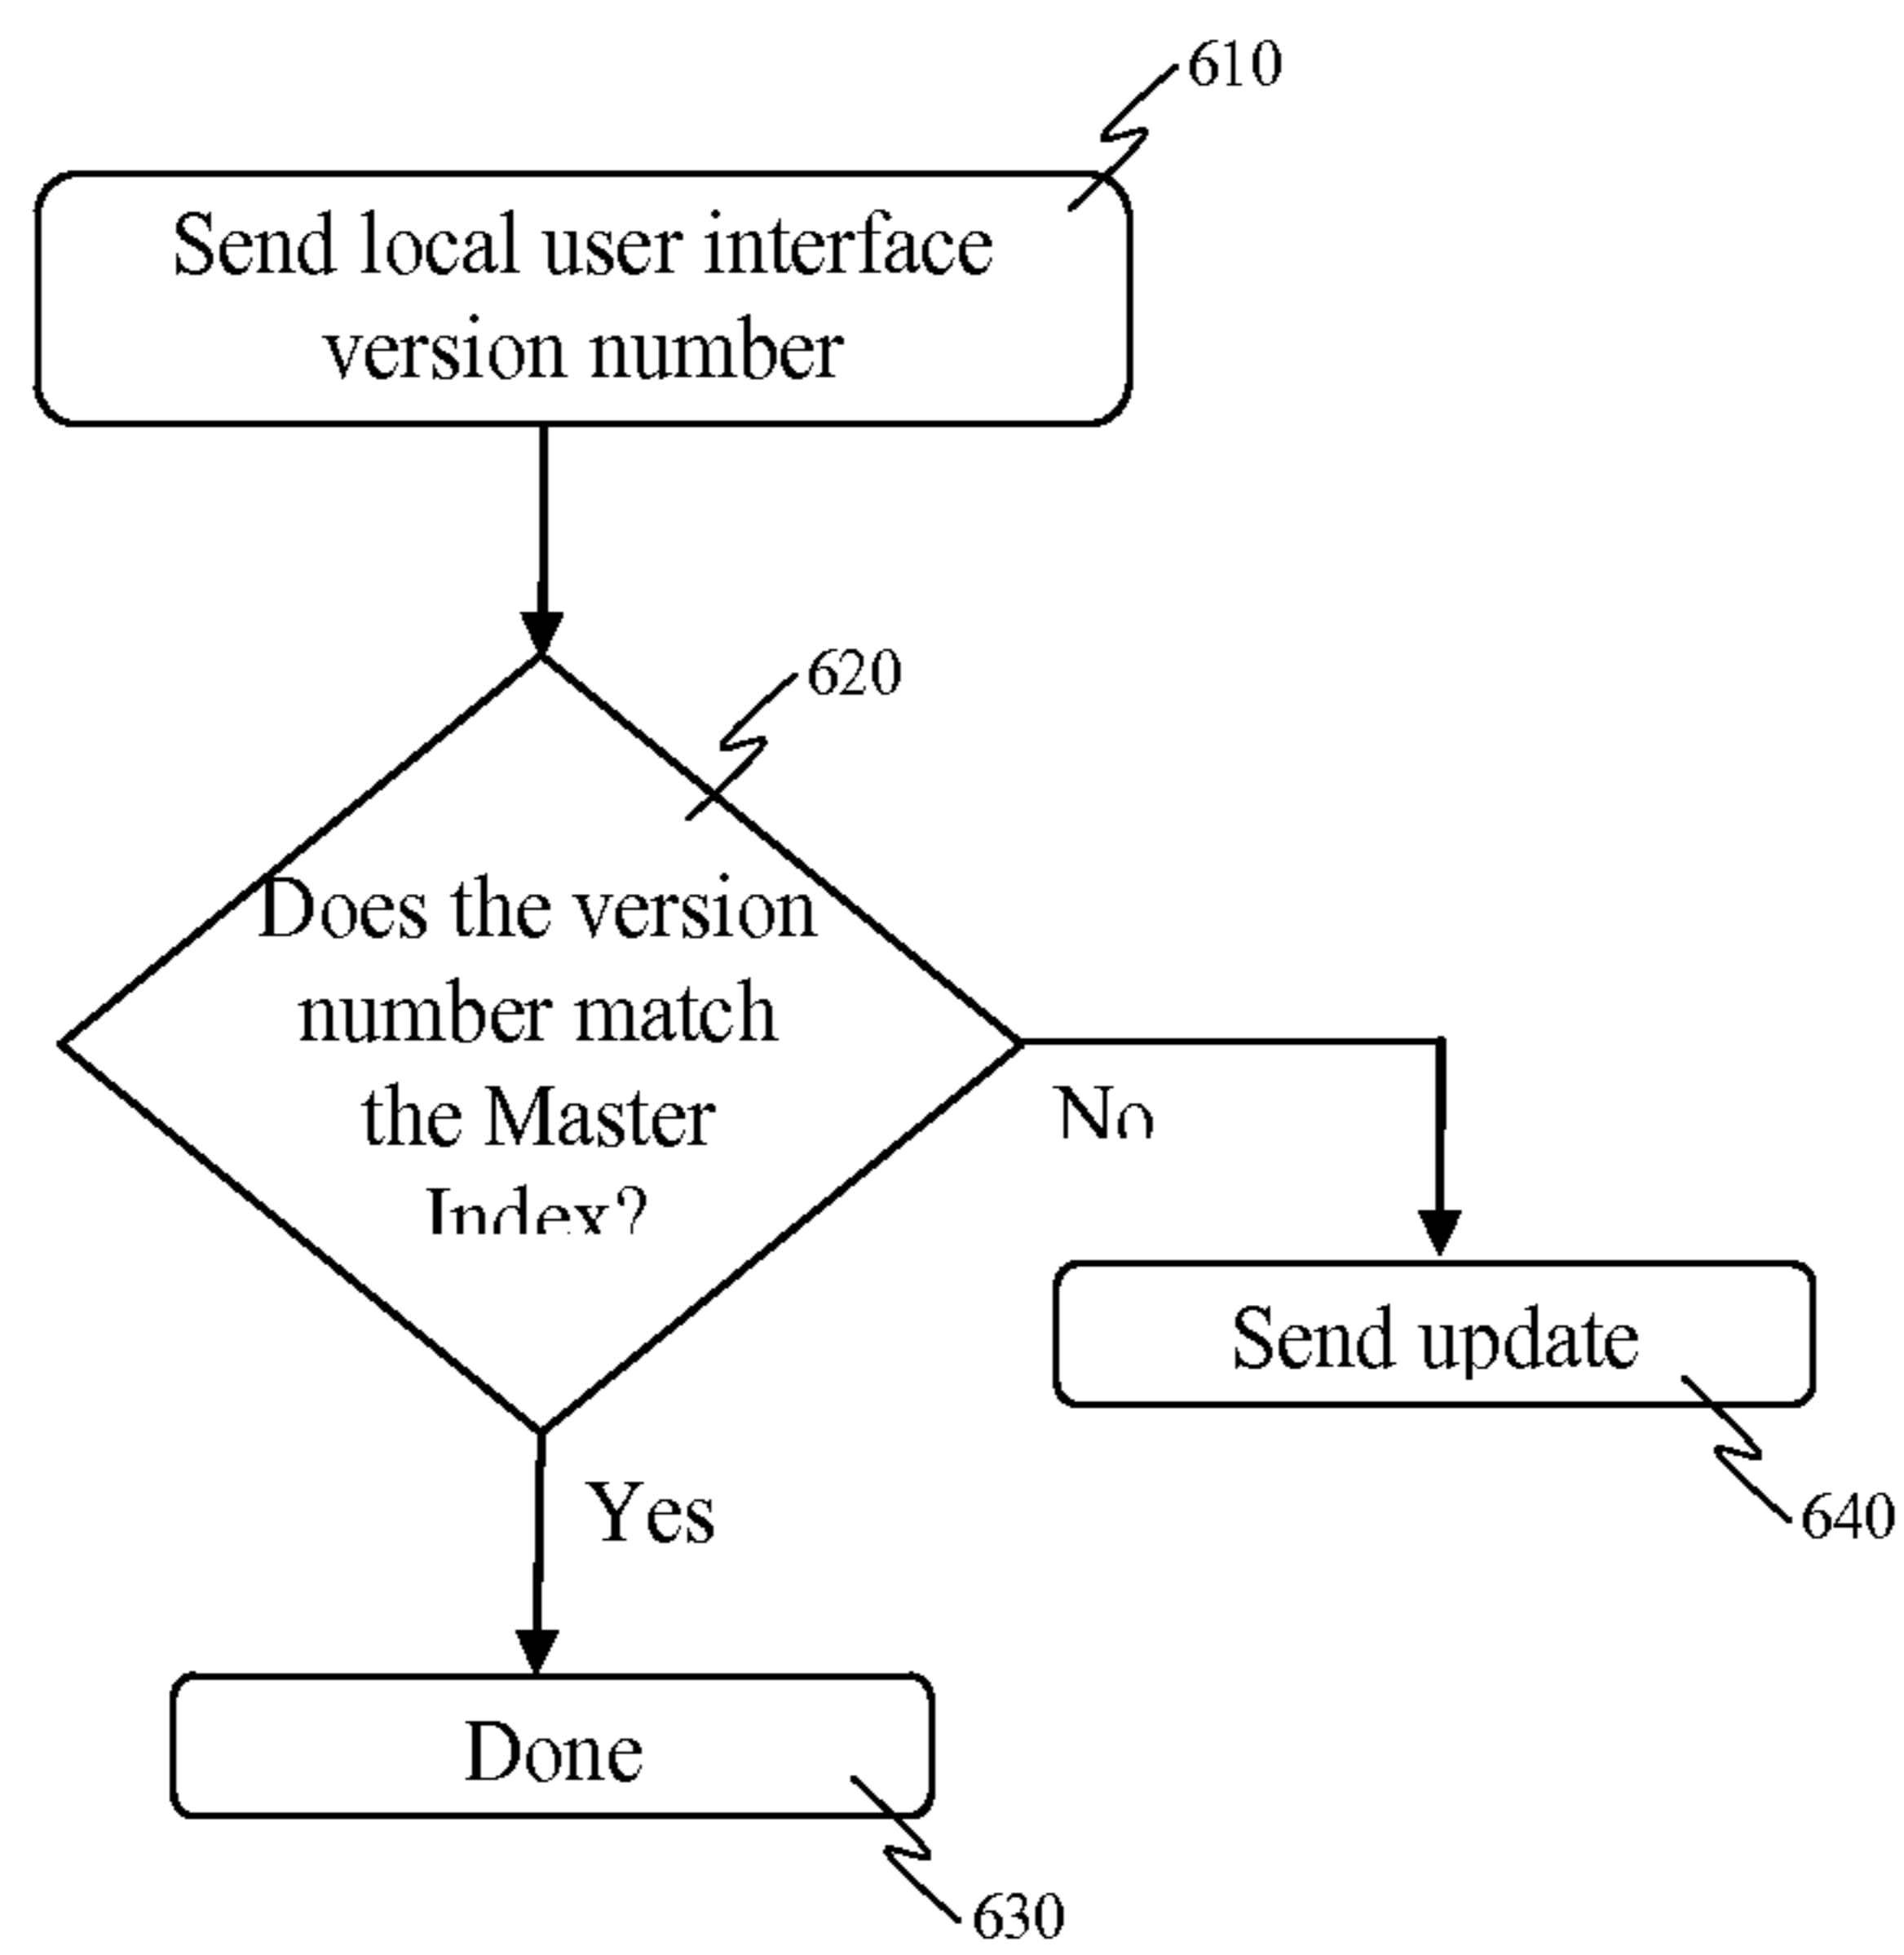 610
Send local user interface
version number
620
Does the version
number match
the Master
Index?
No
Send update
640
Yes
Done
630